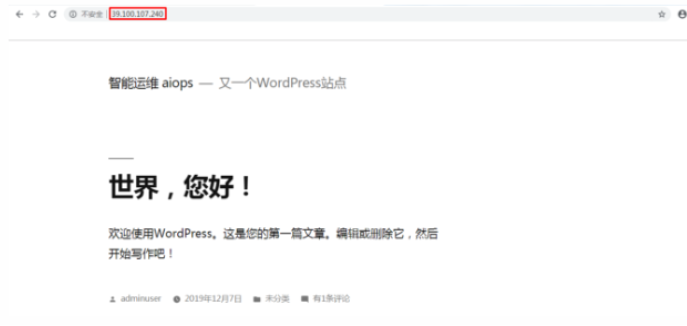 不安全 39.100.107.240
智能运维 aiops — 又一个WordPress站点
世界，您好！
欢迎使用WordPress。这是您的第一篇文章。编辑或删除它，然后
开始写作吧！
adminuser 2019年12月7日 未分类 有1条评论